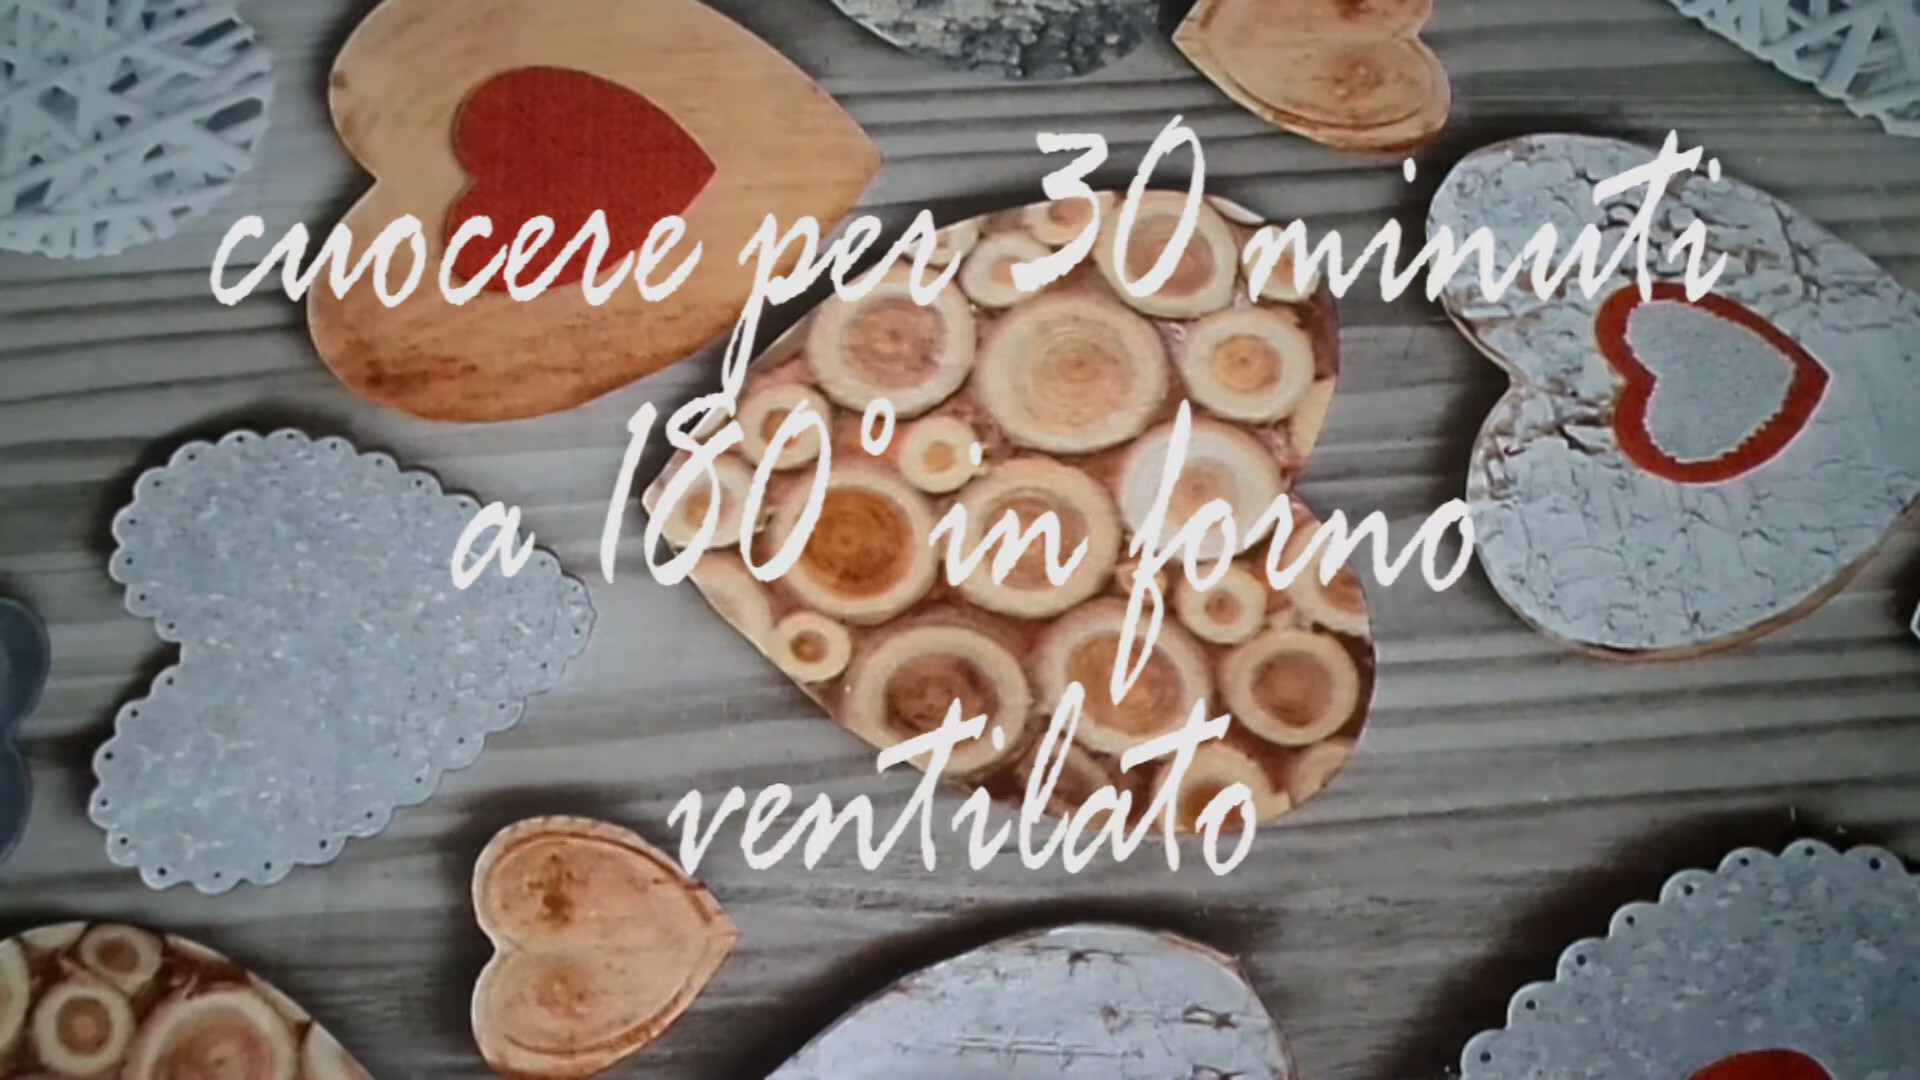 cuocere per 30 minuti
a 180° in forno
ventilato